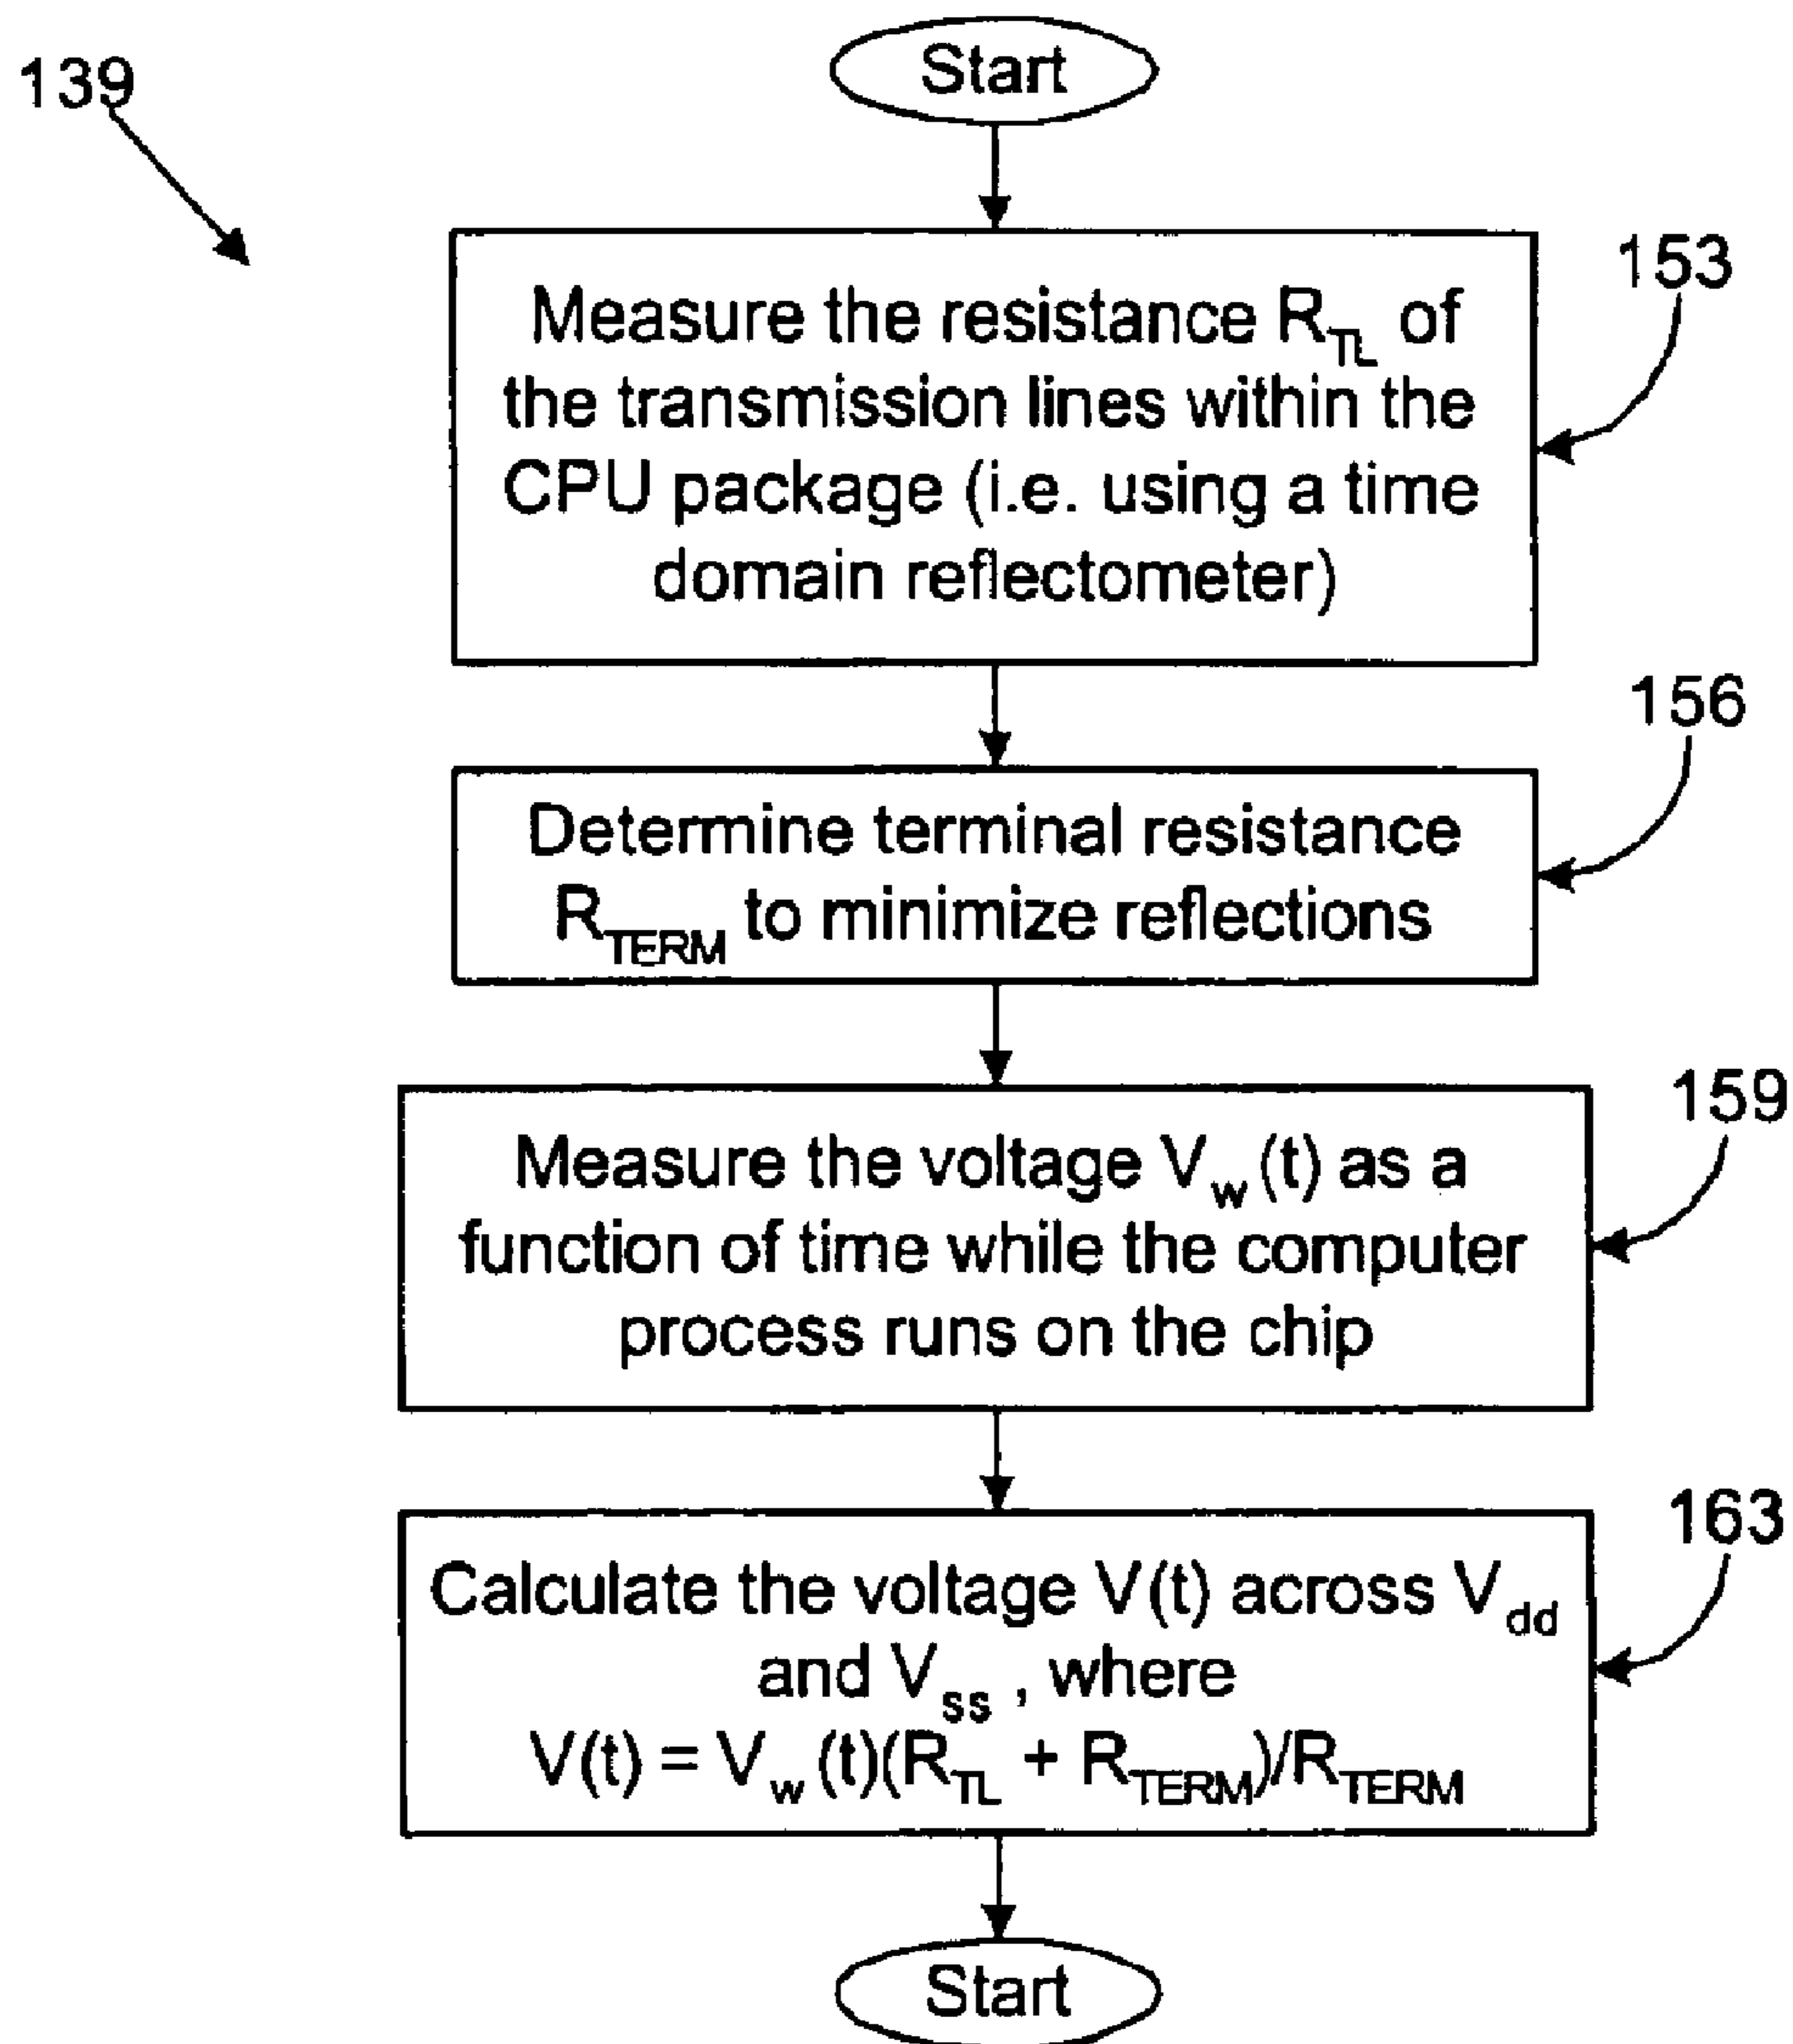 Start
139
153
Measure the resistance R_TL of
the transmission lines within the
CPU package (i.e. using a time
domain reflectometer)
156
Determine terminal resistance
R_TERM to minimize reflections
159
Measure the voltage V_w(t) as a
function of time while the computer
process runs on the chip
163
Calculate the voltage V(t) across V_dd
and V_ss, where
V(t) = V_w(t)(R_TL + R_TERM)/R_TERM
Start